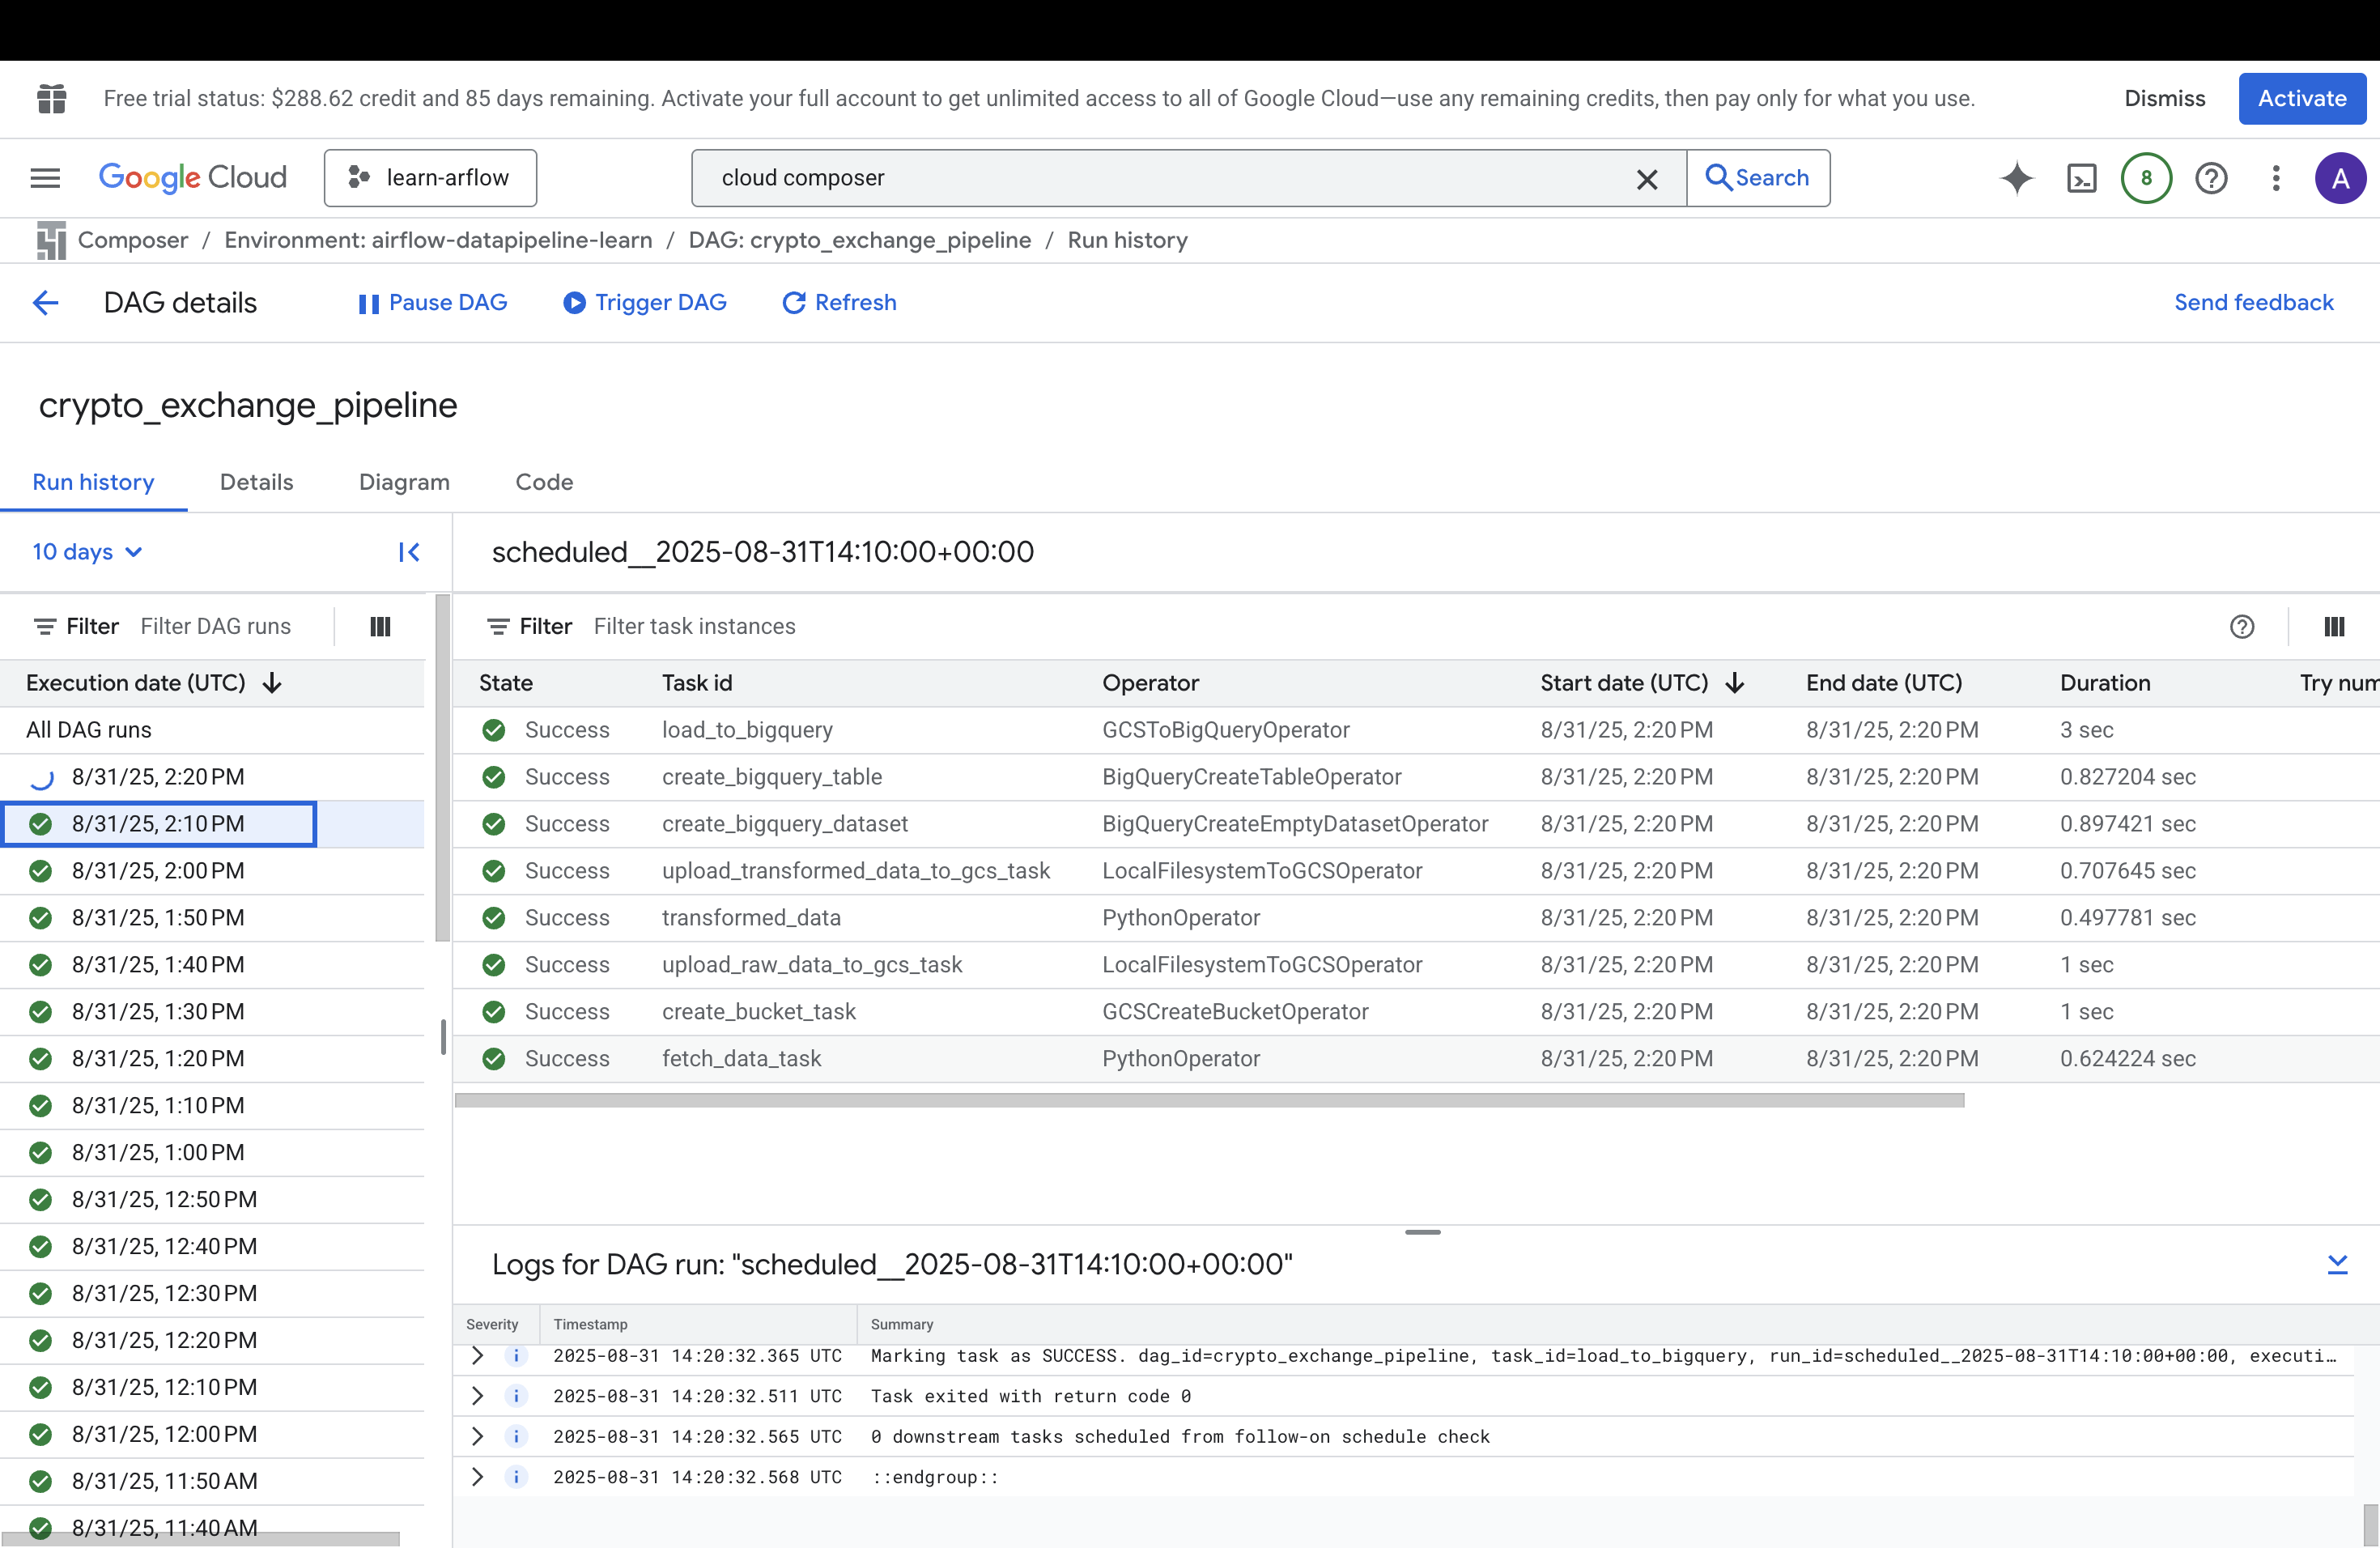 Free trial status: $288.62 credit and 85 days remaining. Activate your full account to get unlimited access to all of Google Cloud—use any remaining credits, then pay only for what you use.
Dismiss
Activate
Google Cloud
learn-arflow
cloud composer
Search
8
A
Composer / Environment: airflow-datapipeline-learn / DAG: crypto_exchange_pipeline / Run history
DAG details
Pause DAG
Trigger DAG
Refresh
Send feedback
crypto_exchange_pipeline
Run history
Details
Diagram
Code
10 days
scheduled__2025-08-31T14:10:00+00:00
Filter Filter DAG runs
Execution date (UTC)
All DAG runs
8/31/25, 2:20 PM
8/31/25, 2:10 PM
8/31/25, 2:00 PM
8/31/25, 1:50 PM
8/31/25, 1:40 PM
8/31/25, 1:30 PM
8/31/25, 1:20 PM
8/31/25, 1:10 PM
8/31/25, 1:00 PM
8/31/25, 12:50 PM
8/31/25, 12:40 PM
8/31/25, 12:30 PM
8/31/25, 12:20 PM
8/31/25, 12:10 PM
8/31/25, 12:00 PM
8/31/25, 11:50 AM
8/31/25, 11:40 AM
Filter Filter task instances
State Task id Operator Start date (UTC) End date (UTC) Duration Try num
Success load_to_bigquery GCSToBigQueryOperator 8/31/25, 2:20 PM 8/31/25, 2:20 PM 3 sec
Success create_bigquery_table BigQueryCreateTableOperator 8/31/25, 2:20 PM 8/31/25, 2:20 PM 0.827204 sec
Success create_bigquery_dataset BigQueryCreateEmptyDatasetOperator 8/31/25, 2:20 PM 8/31/25, 2:20 PM 0.897421 sec
Success upload_transformed_data_to_gcs_task LocalFilesystemToGCSOperator 8/31/25, 2:20 PM 8/31/25, 2:20 PM 0.707645 sec
Success transformed_data PythonOperator 8/31/25, 2:20 PM 8/31/25, 2:20 PM 0.497781 sec
Success upload_raw_data_to_gcs_task LocalFilesystemToGCSOperator 8/31/25, 2:20 PM 8/31/25, 2:20 PM 1 sec
Success create_bucket_task GCSCreateBucketOperator 8/31/25, 2:20 PM 8/31/25, 2:20 PM 1 sec
Success fetch_data_task PythonOperator 8/31/25, 2:20 PM 8/31/25, 2:20 PM 0.624224 sec
Logs for DAG run: "scheduled__2025-08-31T14:10:00+00:00"
Severity Timestamp Summary
2025-08-31 14:20:32.365 UTC Marking task as SUCCESS. dag_id=crypto_exchange_pipeline, task_id=load_to_bigquery, run_id=scheduled__2025-08-31T14:10:00+00:00, executi…
2025-08-31 14:20:32.511 UTC Task exited with return code 0
2025-08-31 14:20:32.565 UTC 0 downstream tasks scheduled from follow-on schedule check
2025-08-31 14:20:32.568 UTC ::endgroup::